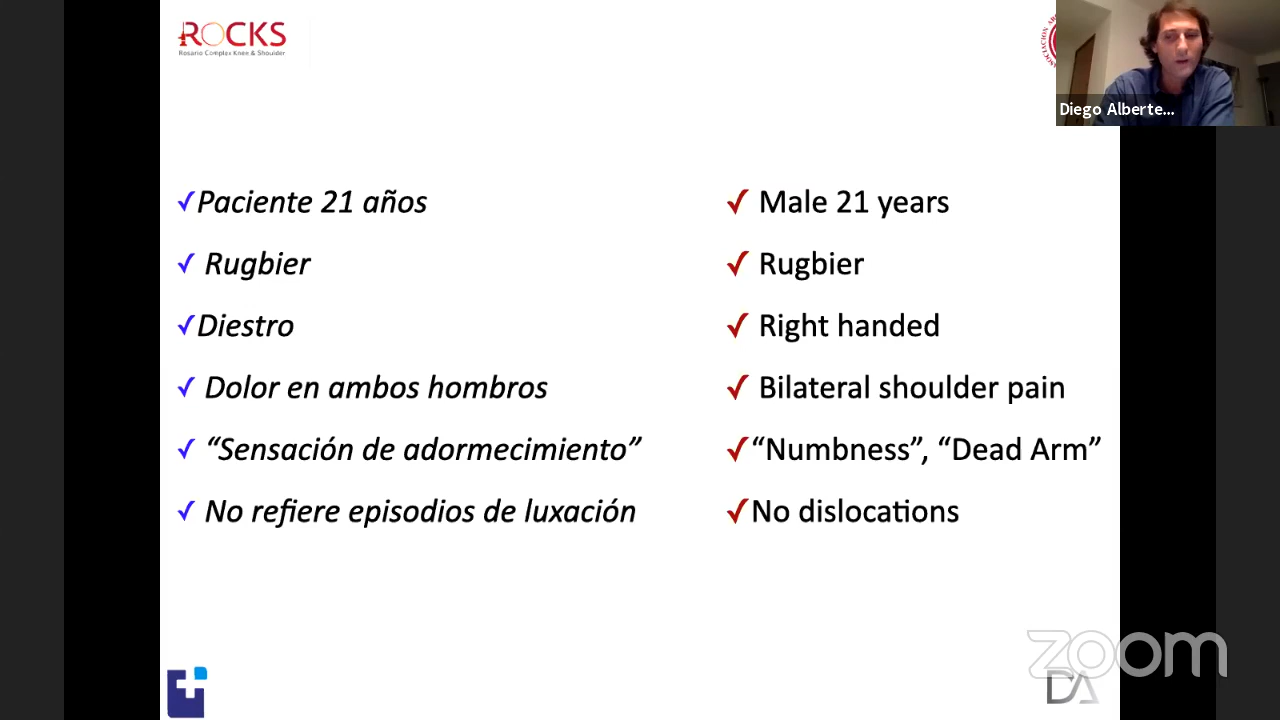 ROCKS
Rosario Complex Knee & Shoulder
Diego Alberte...
Paciente 21 años
Rugbier
Diestro
Dolor en ambos hombros
“Sensación de adormecimiento”
No refiere episodios de luxación
Male 21 years
Rugbier
Right handed
Bilateral shoulder pain
“Numbness”, “Dead Arm”
No dislocations
zoom
DA